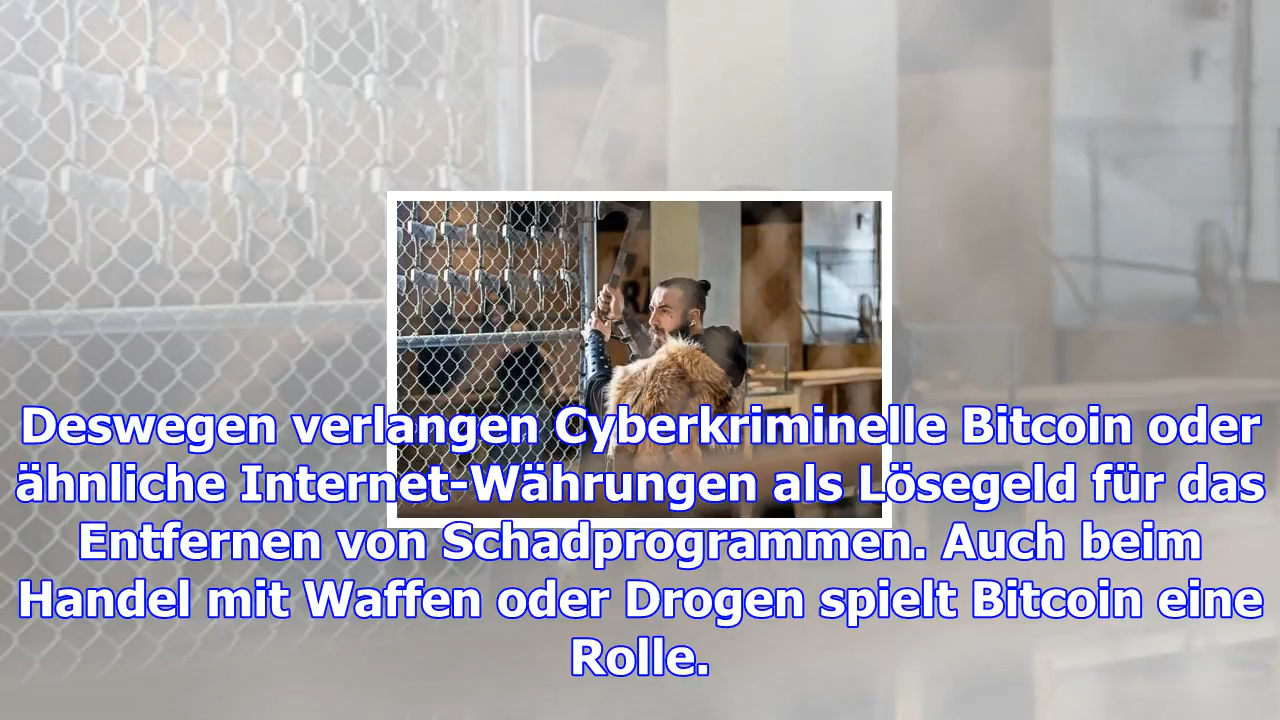 Deswegen verlangen Cyberkriminelle Bitcoin oder
ähnliche Internet-Währungen als Lösegeld für das
Entfernen von Schadprogrammen. Auch beim
Handel mit Waffen oder Drogen spielt Bitcoin eine
Rolle.